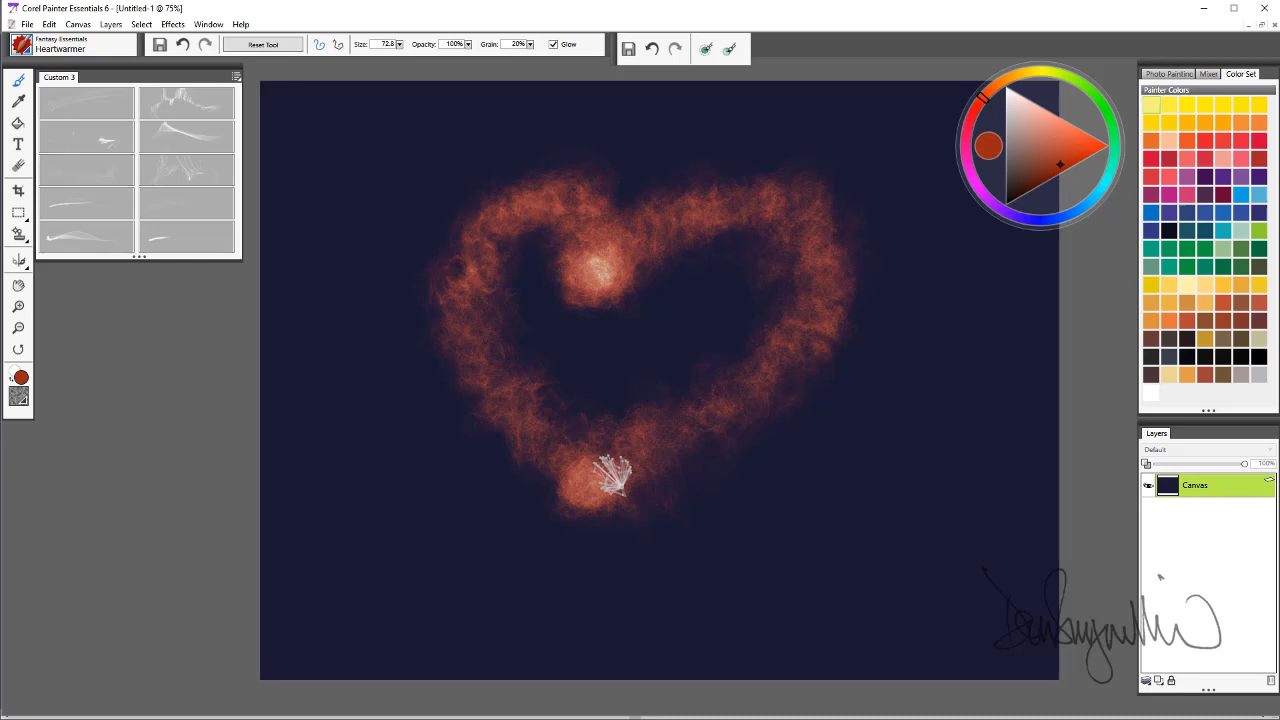 Corel Painter Essentials 6 - [Untitled-1 @ 75%]
File Edit Canvas Layers Select Effects Window Help
Fantasy Essentials
Heartwarmer
Reset Tool
Size: 72.8 Opacity: 100% Grain: 20% Glow
Custom 3
Photo Painting Mixer Color Set
Painter Colors
Layers
Default
100%
Canvas